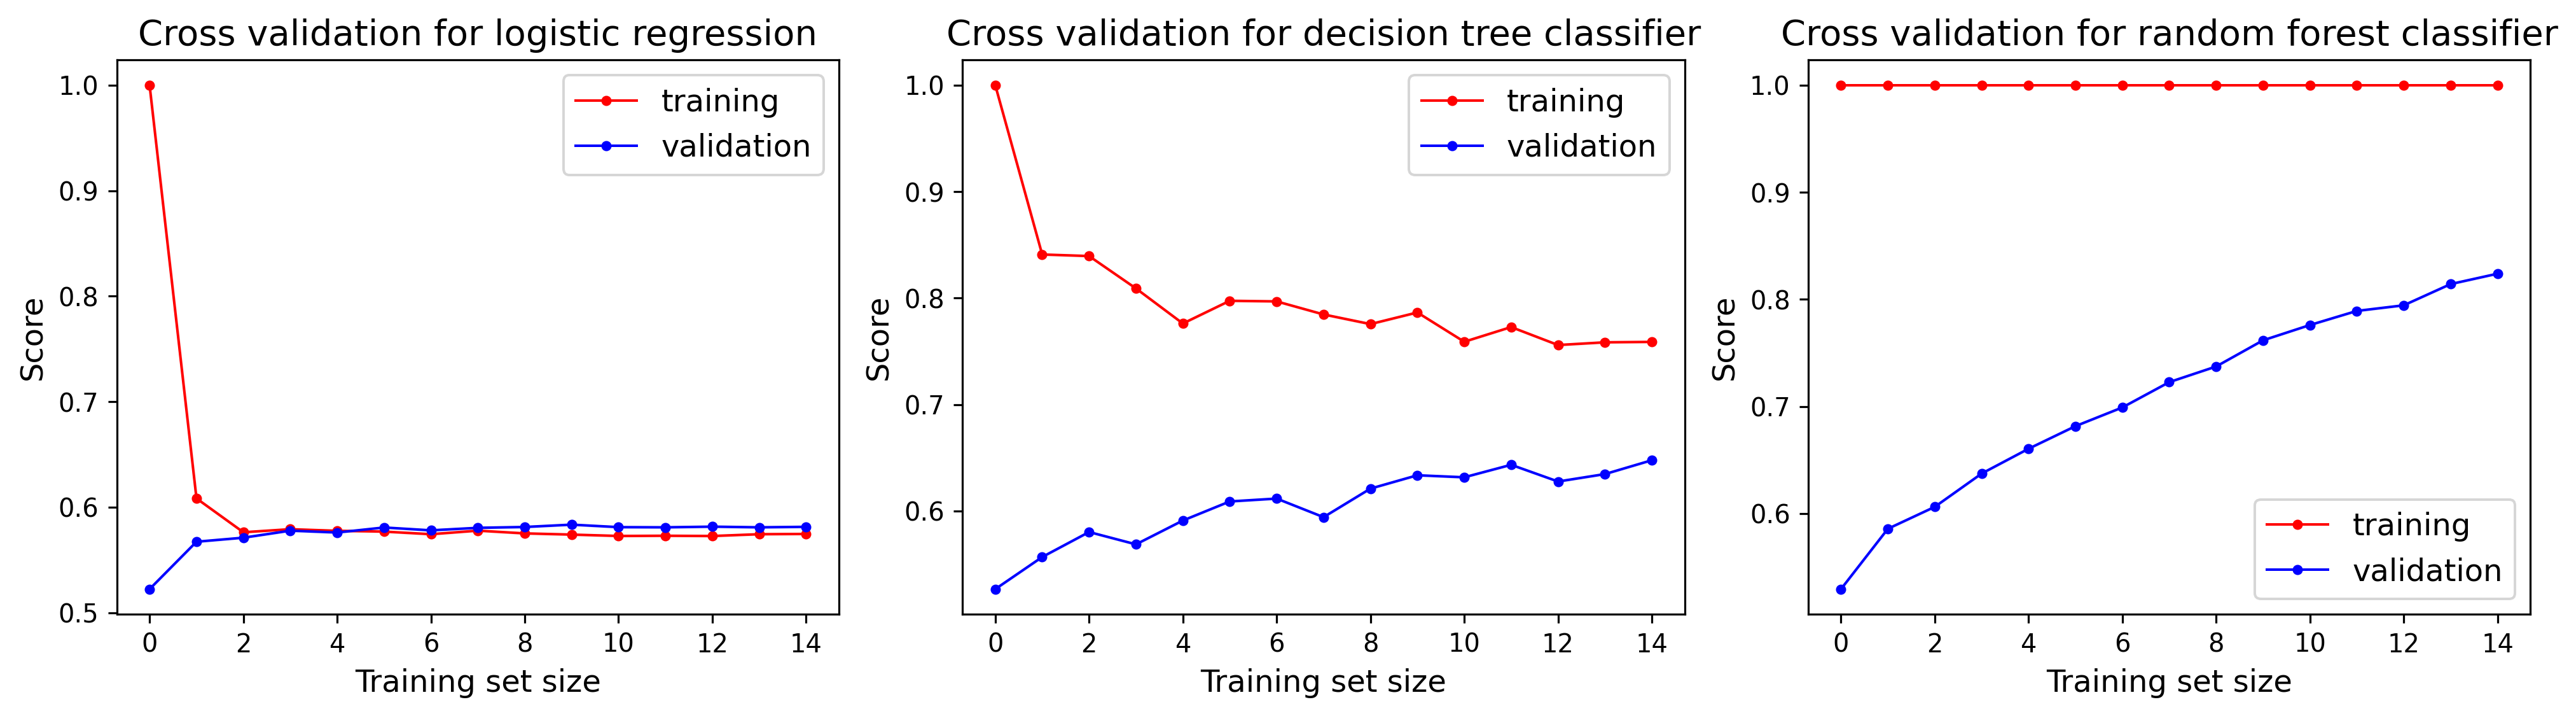 Cross validation for logistic regression
1.0
0.9
0.8
0.7
0.6
0.5
Score
training
validation
0 2 4 6 8 10 12 14
Training set size
Cross validation for decision tree classifier
1.0
0.9
0.8
0.7
0.6
Score
training
validation
0 2 4 6 8 10 12 14
Training set size
Cross validation for random forest classifier
1.0
0.9
0.8
0.7
0.6
Score
training
validation
0 2 4 6 8 10 12 14
Training set size